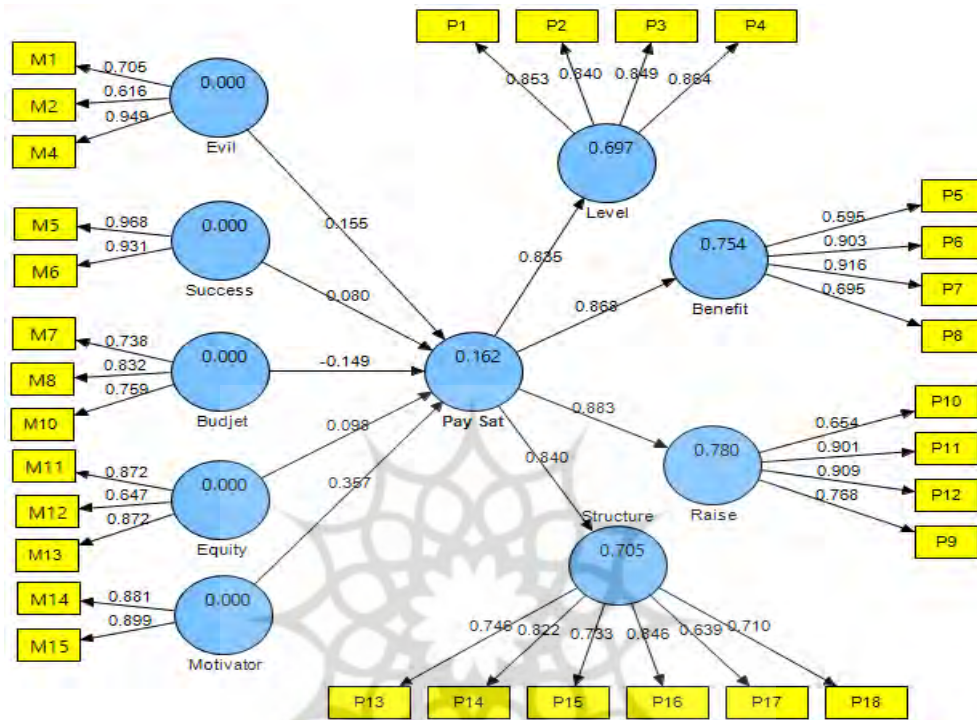 P1 P2 P3 P4
0.853 0.840 0.849 0.884
0.697
Level
M1 0.705
M2 0.616
M4 0.949
0.000
Evil
0.155
M5 0.968
M6 0.931
0.000
Success
0.080
0.835
0.754
Benefit
0.868
P5 0.595
P6 0.903
P7 0.916
P8 0.695
M7 0.738
M8 0.832
M10 0.759
0.000
Budjet
-0.149
0.162
Pay Sat
M11 0.872
M12 0.647
M13 0.872
0.000
Equity
0.098
0.883
0.780
Raise
P10 0.654
P11 0.901
P12 0.909
P9 0.768
M14 0.881
M15 0.899
0.000
Motivator
0.357
0.840
Structure
0.705
0.746 0.822 0.733 0.846 0.639 0.710
P13 P14 P15 P16 P17 P18